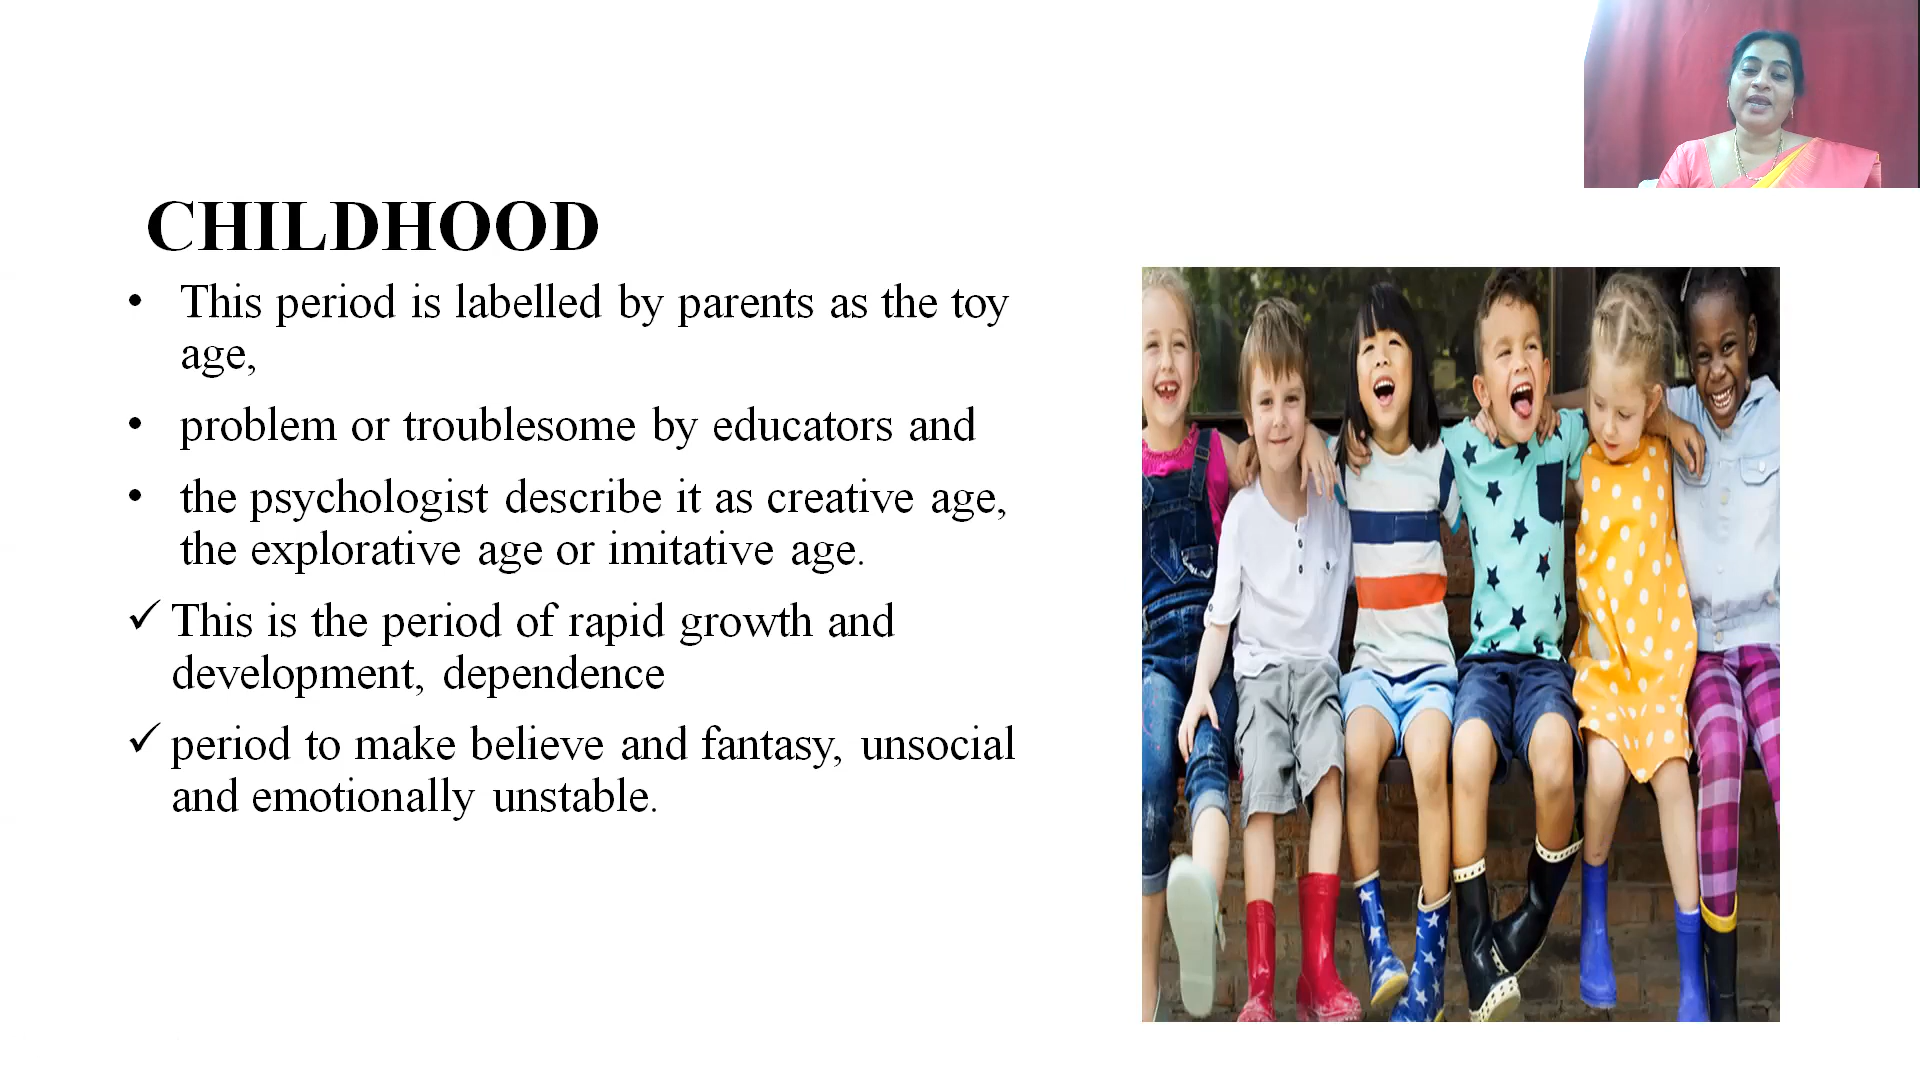 CHILDHOOD
• This period is labelled by parents as the toy
age,
• problem or troublesome by educators and
• the psychologist describe it as creative age,
the explorative age or imitative age.
✓ This is the period of rapid growth and
development, dependence
✓ period to make believe and fantasy, unsocial
and emotionally unstable.